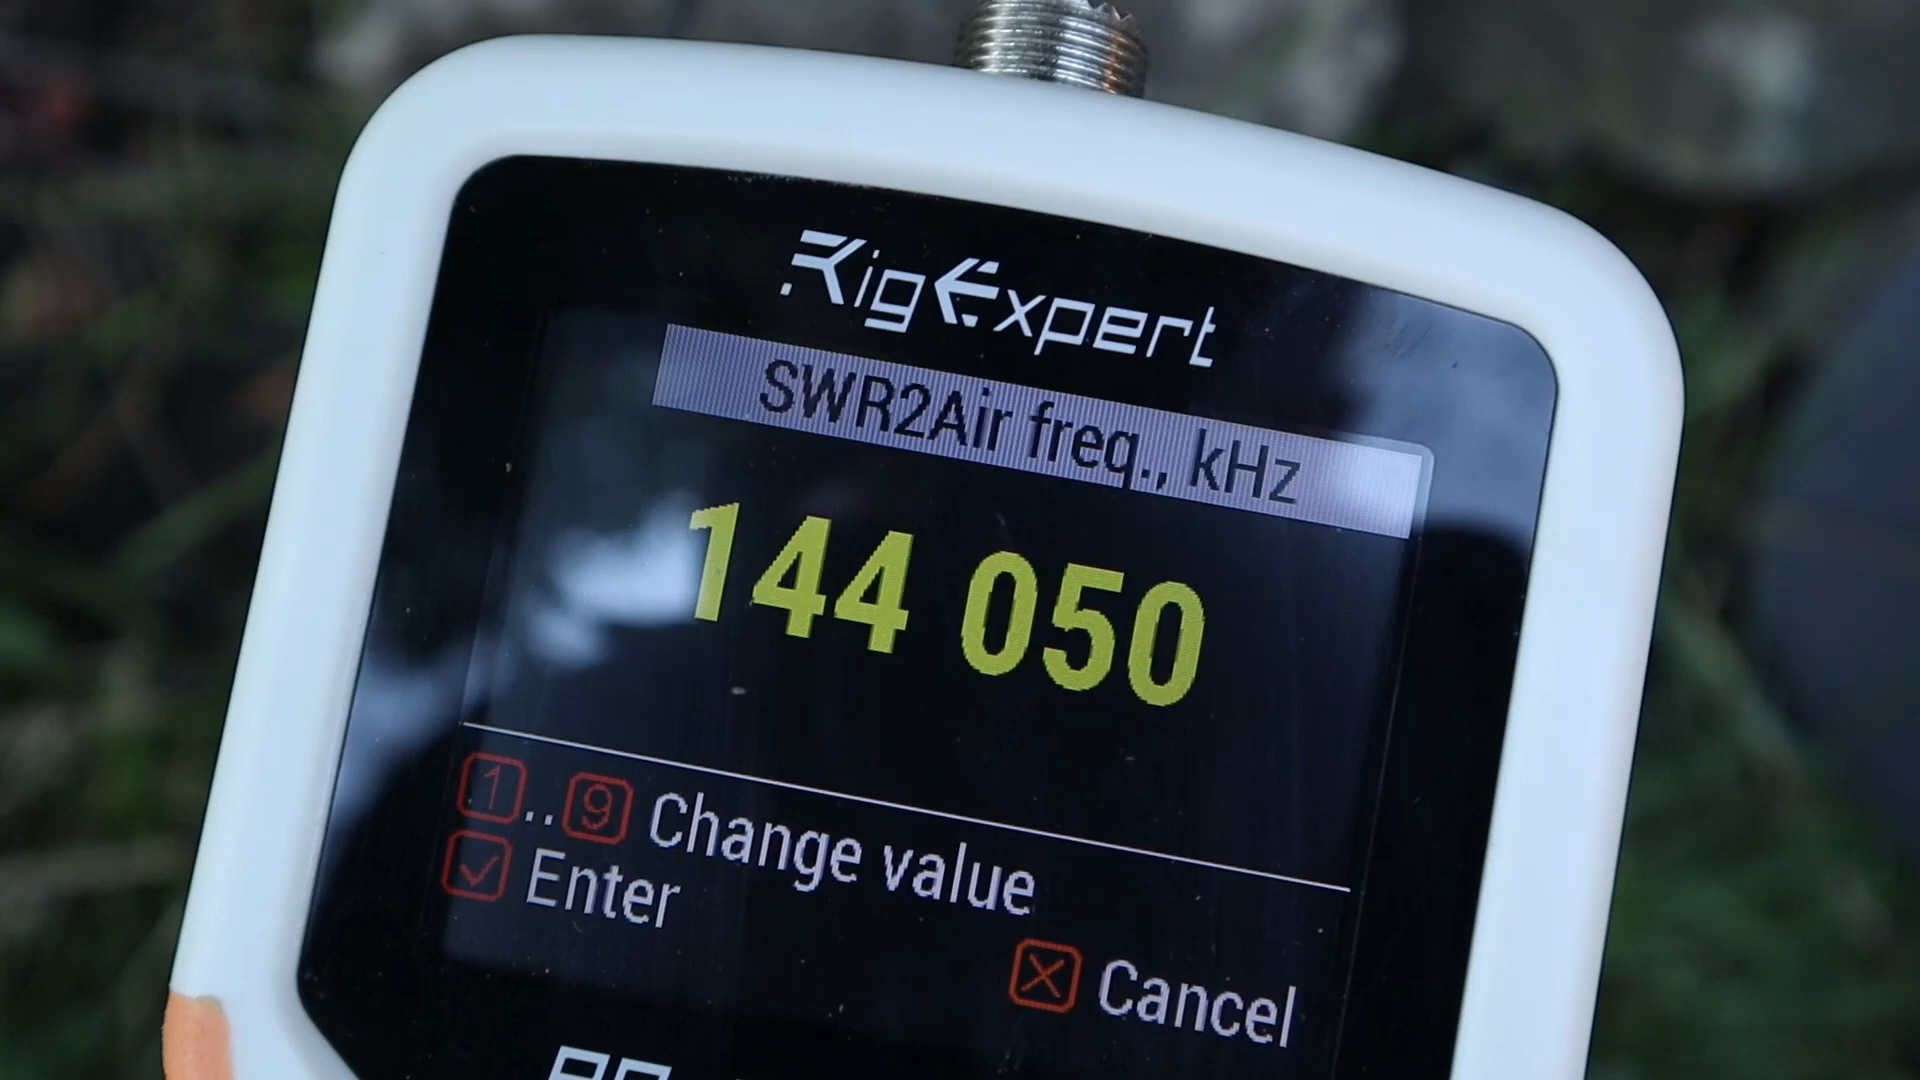 RigExpert
SWR2Air freq., kHz
144 050
1..9 Change value
Enter
Cancel